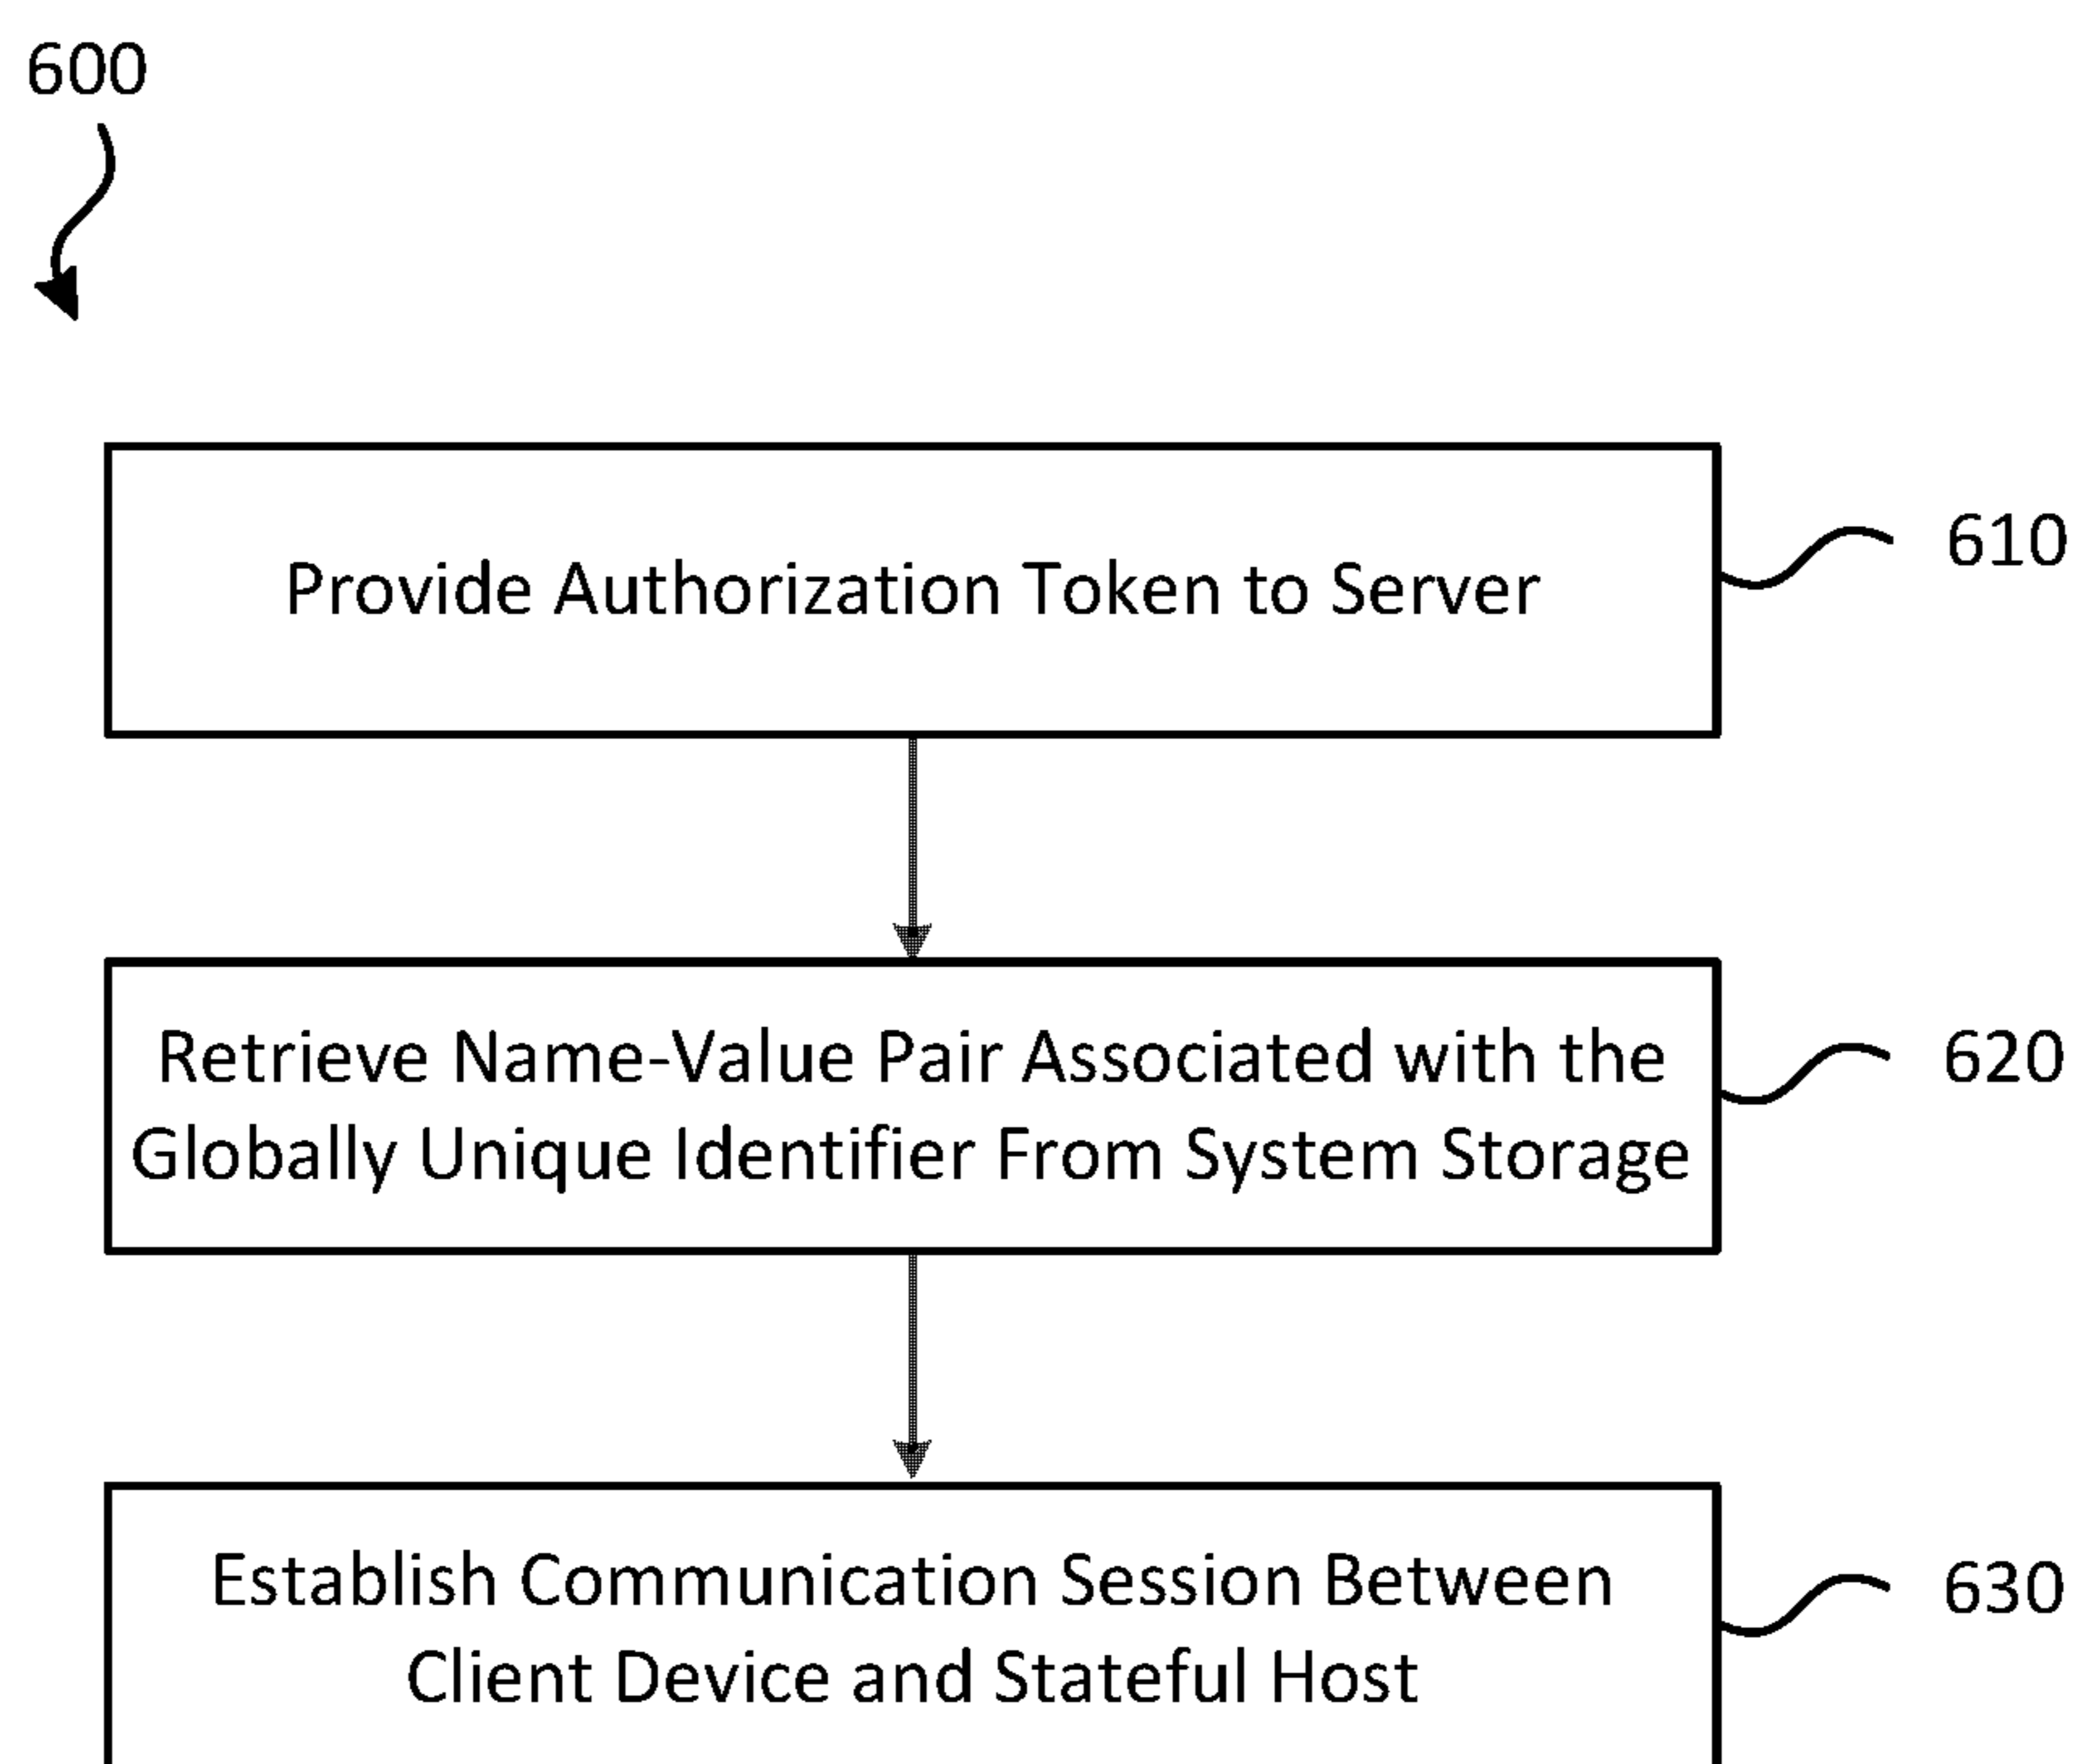 600
Provide Authorization Token to Server
610
Retrieve Name-Value Pair Associated with the
Globally Unique Identifier From System Storage
620
Establish Communication Session Between
Client Device and Stateful Host
630